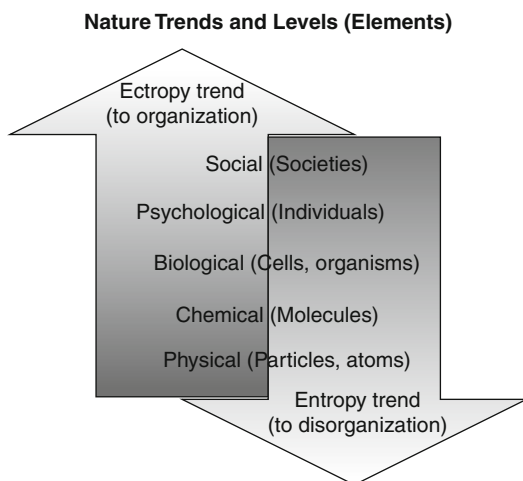 Nature Trends and Levels (Elements)
Ectropy trend
(to organization)
Social (Societies)
Psychological (Individuals)
Biological (Cells, organisms)
Chemical (Molecules)
Physical (Particles, atoms)
Entropy trend
(to disorganization)